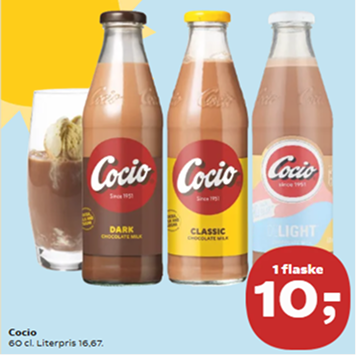 Cocio
Since 1951
DARK
CHOCOLATE MILK
Cocio
Since 1951
CLASSIC
CHOCOLATE MILK
Cocio
since 1951
LIGHT
1 flaske
10,-
Cocio
60 cl. Literpris 16,67.